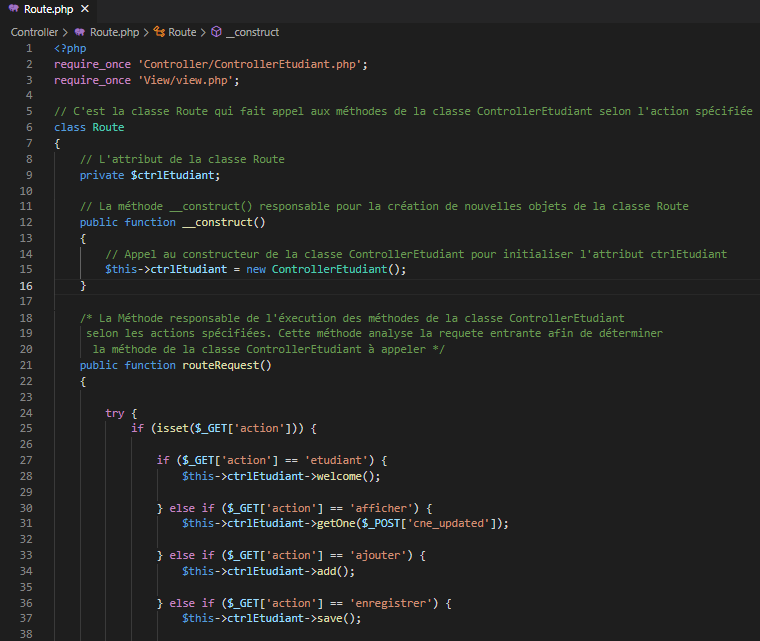 Route.php ×
Controller > Route.php > Route > __construct
1 <?php
2 require_once 'Controller/ControllerEtudiant.php';
3 require_once 'View/view.php';
4
5 // C'est la classe Route qui fait appel aux méthodes de la classe ControllerEtudiant selon l'action spécifiée
6 class Route
7 {
8 // L'attribut de la classe Route
9 private $ctrlEtudiant;
10
11 // La méthode __construct() responsable pour la création de nouvelles objets de la classe Route
12 public function __construct()
13 {
14 // Appel au constructeur de la classe ControllerEtudiant pour initialiser l'attribut ctrlEtudiant
15 $this->ctrlEtudiant = new ControllerEtudiant();
16 }
17
18 /* La Méthode responsable de l'éxecution des méthodes de la classe ControllerEtudiant
19 selon les actions spécifiées. Cette méthode analyse la requete entrante afin de déterminer
20 la méthode de la classe ControllerEtudiant à appeler */
21 public function routeRequest()
22 {
23
24 try {
25 if (isset($_GET['action'])) {
26
27 if ($_GET['action'] == 'etudiant') {
28 $this->ctrlEtudiant->welcome();
29
30 } else if ($_GET['action'] == 'afficher') {
31 $this->ctrlEtudiant->getOne($_POST['cne_updated']);
32
33 } else if ($_GET['action'] == 'ajouter') {
34 $this->ctrlEtudiant->add();
35
36 } else if ($_GET['action'] == 'enregistrer') {
37 $this->ctrlEtudiant->save();
38